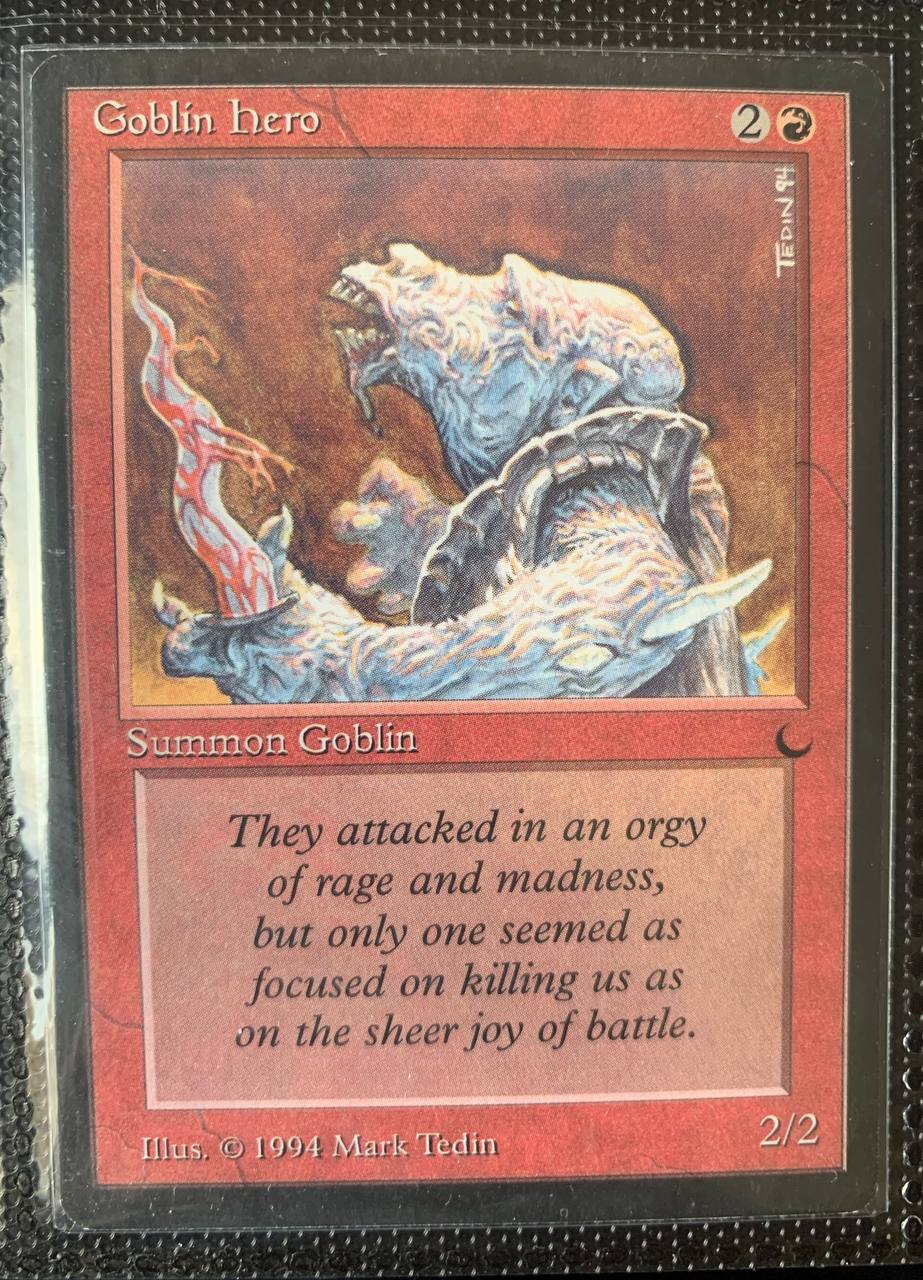 Goblin Hero
2
TEDIN 94
Summon Goblin
They attacked in an orgy
of rage and madness,
but only one seemed as
focused on killing us as
on the sheer joy of battle.
Illus. © 1994 Mark Tedin
2/2